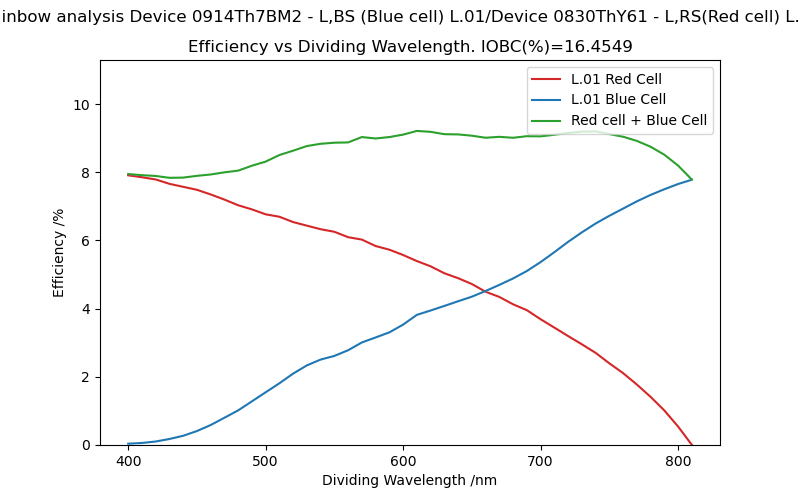 inbow analysis Device 0914Th7BM2 - L,BS (Blue cell) L.01/Device 0830ThY61 - L,RS(Red cell) L.
Efficiency vs Dividing Wavelength. IOBC(%)=16.4549
L.01 Red Cell
L.01 Blue Cell
Red cell + Blue Cell
Efficiency /%
10
8
6
4
2
0
400 500 600 700 800
Dividing Wavelength /nm